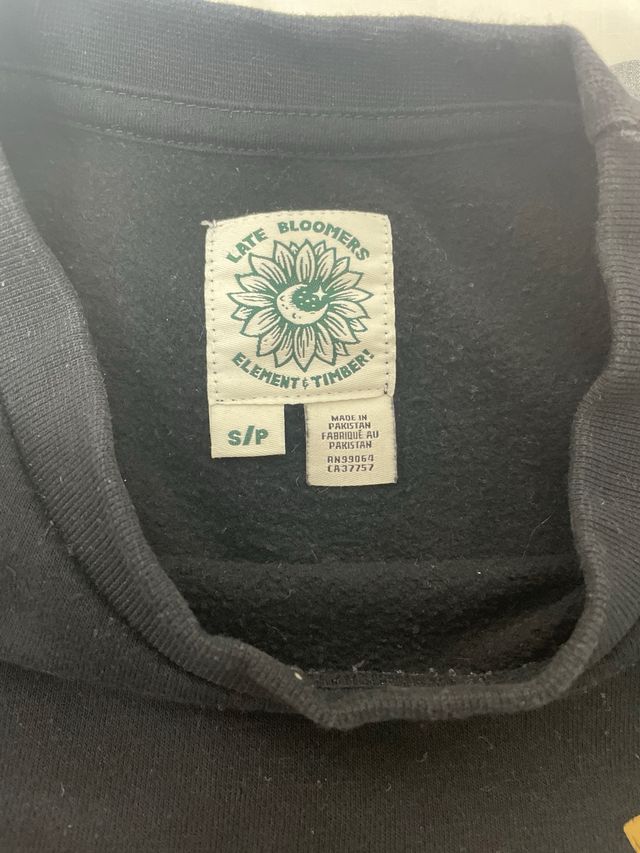 LATE BLOOMERS
ELEMENT & TIMBER!
S/P
MADE IN
PAKISTAN
FABRIQUÉ AU
PAKISTAN
RN99064
CA37757